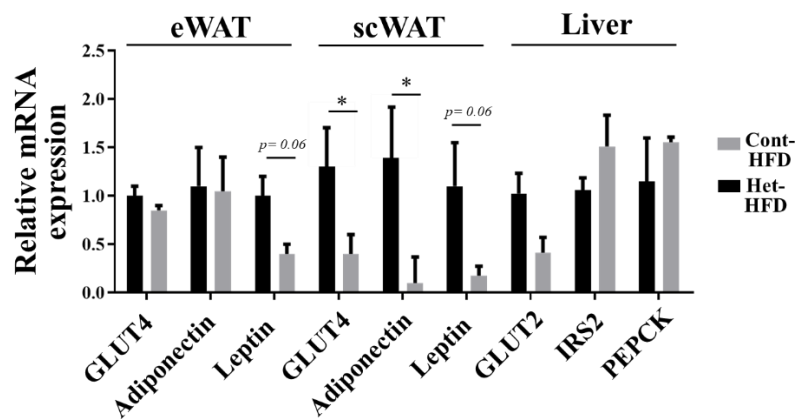 eWAT scWAT Liver
Relative mRNA
expression
2.5
2.0
1.5
1.0
0.5
0.0
p= 0.06
*
*
p= 0.06
Cont-
HFD
Het-
HFD
GLUT4 Adiponectin Leptin GLUT4 Adiponectin Leptin GLUT2 IRS2 PEPCK